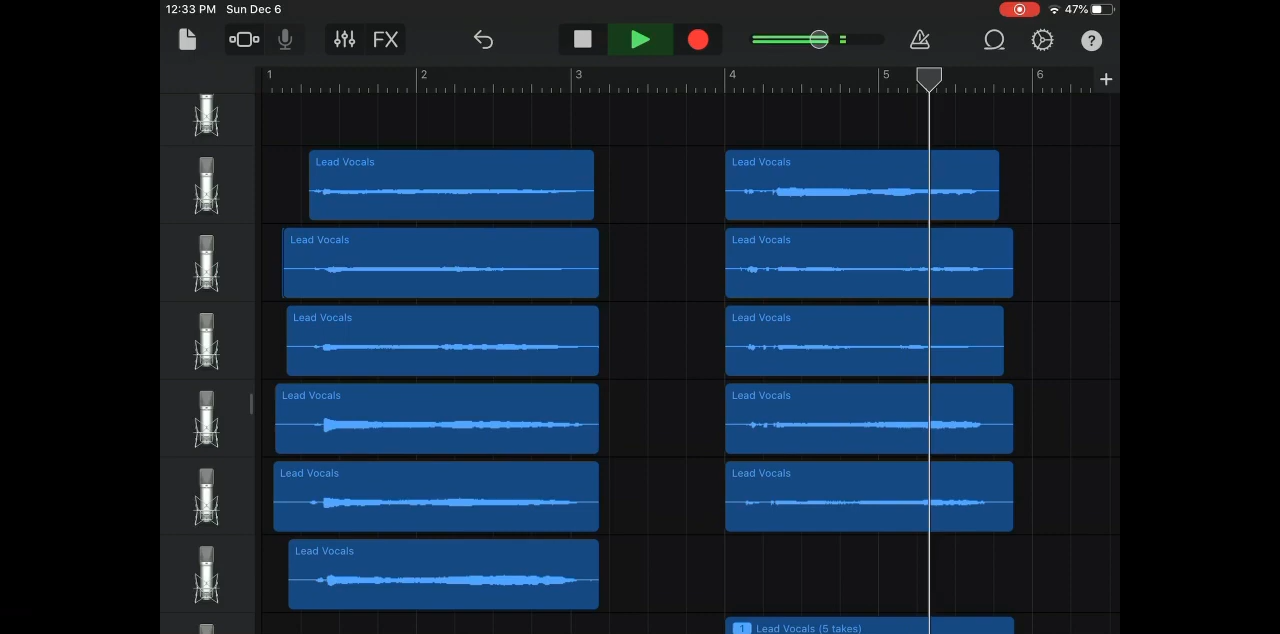 12:33 PM Sun Dec 6
47%
FX
?
1 2 3 4 5 6 +
Lead Vocals Lead Vocals
Lead Vocals Lead Vocals
Lead Vocals Lead Vocals
Lead Vocals Lead Vocals
Lead Vocals Lead Vocals
Lead Vocals
1 Lead Vocals (5 takes)